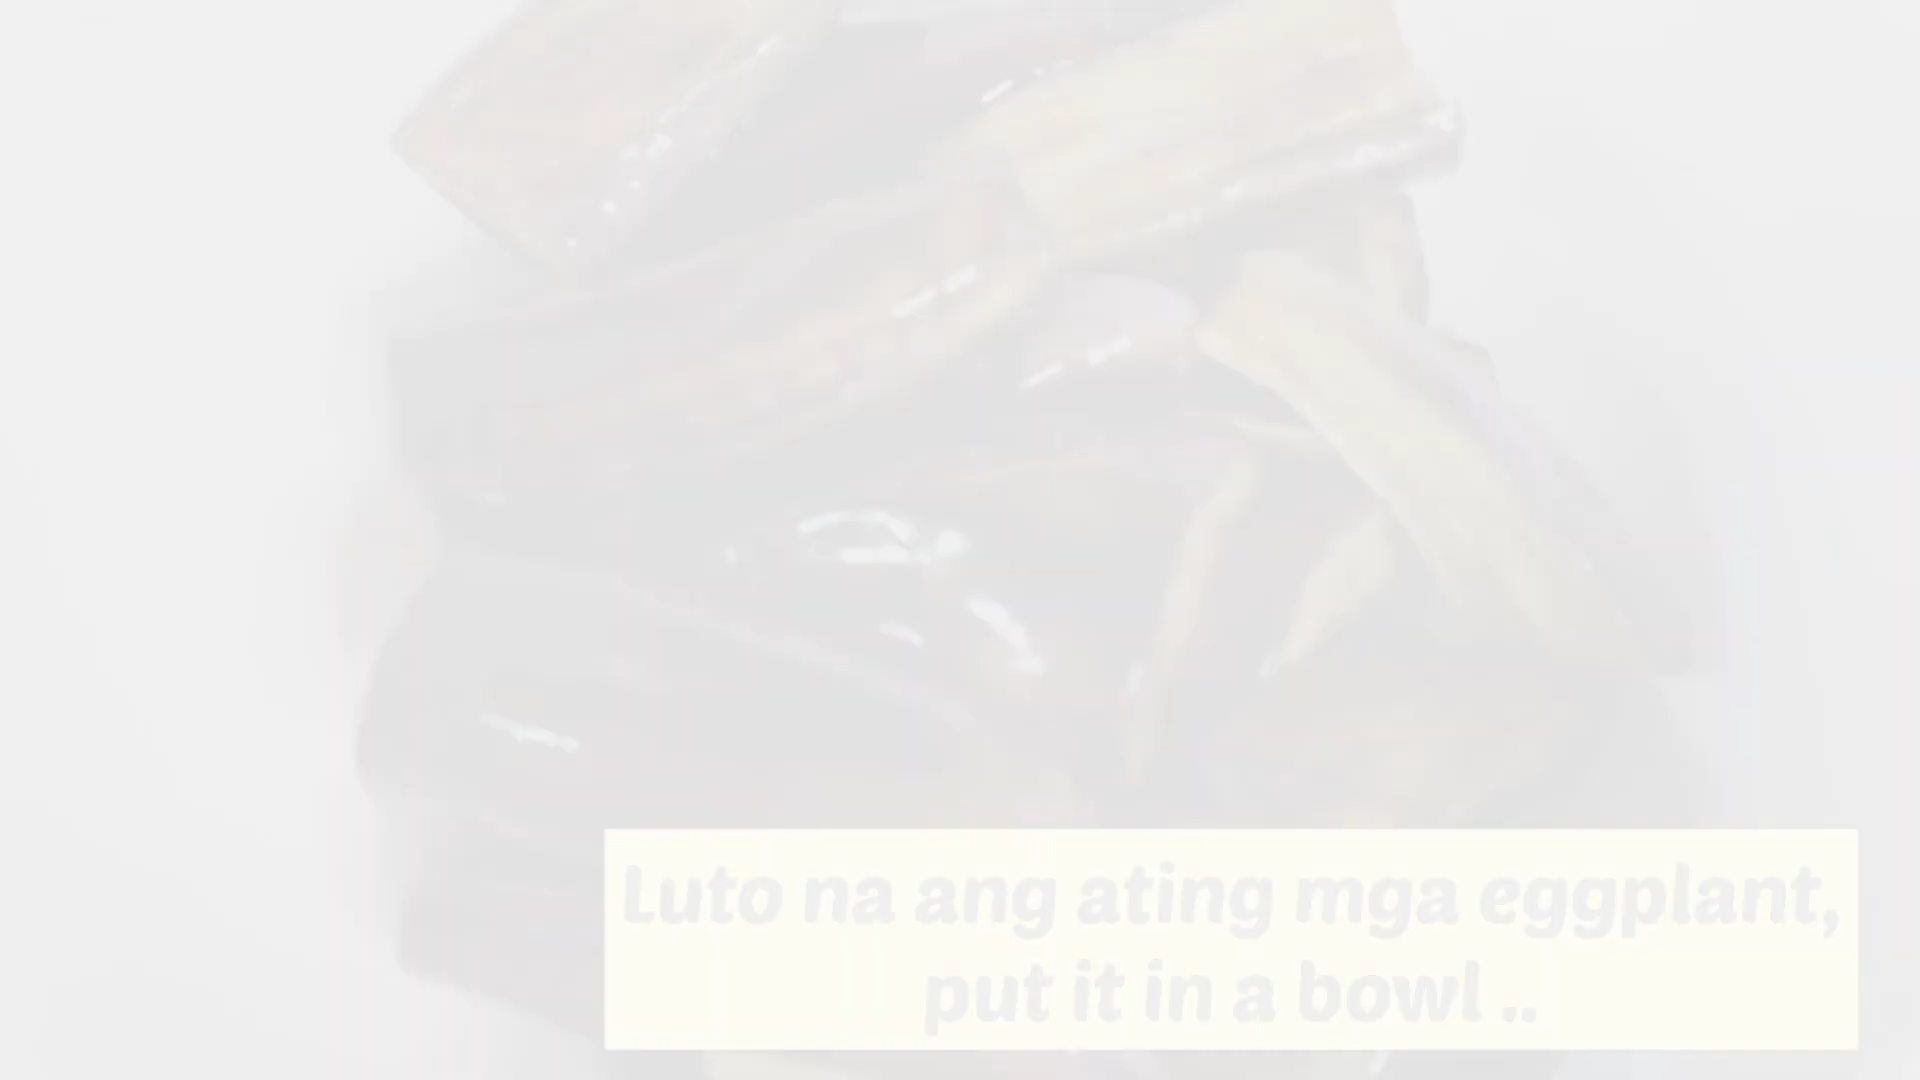 Luto na ang ating mga eggplant,
put it in a bowl ..